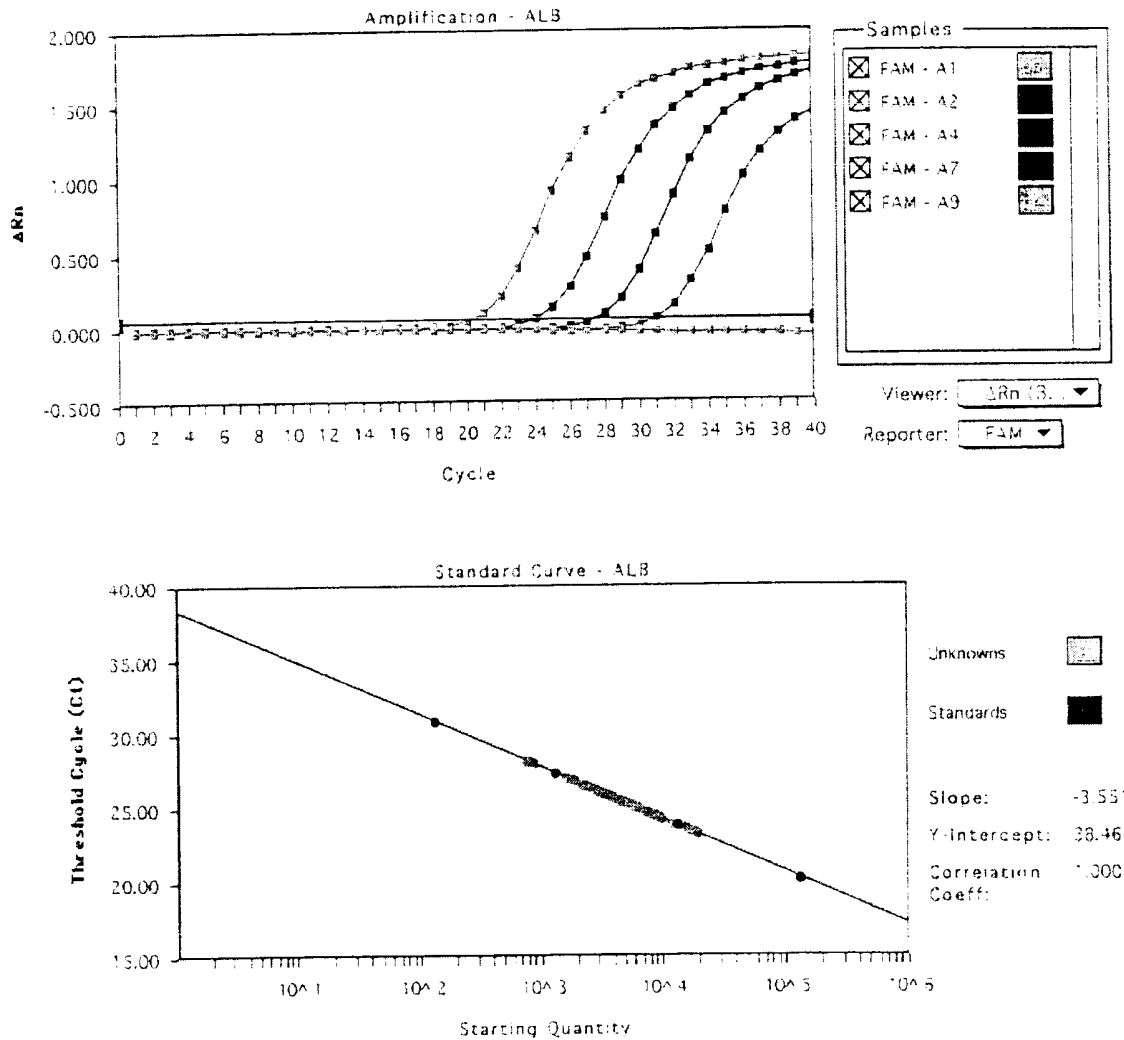 Amplification - ALB
2.000
1.500
1.000
0.500
0.000
-0.500
ΔRn
0 2 4 6 8 10 12 14 16 18 20 22 24 26 28 30 32 34 36 38 40
Cycle
Samples
FAM - A1
FAM - A2
FAM - A4
FAM - A7
FAM - A9
Viewer: ΔRn (B...
Reporter: FAM
Standard Curve - ALB
40.00
35.00
30.00
25.00
20.00
15.00
Threshold Cycle (Ct)
10^1 10^2 10^3 10^4 10^5 10^6
Starting Quantity
Unknowns
Standards
Slope: -3.55
Y-Intercept: 38.46
Correlation Coeff: 1.000